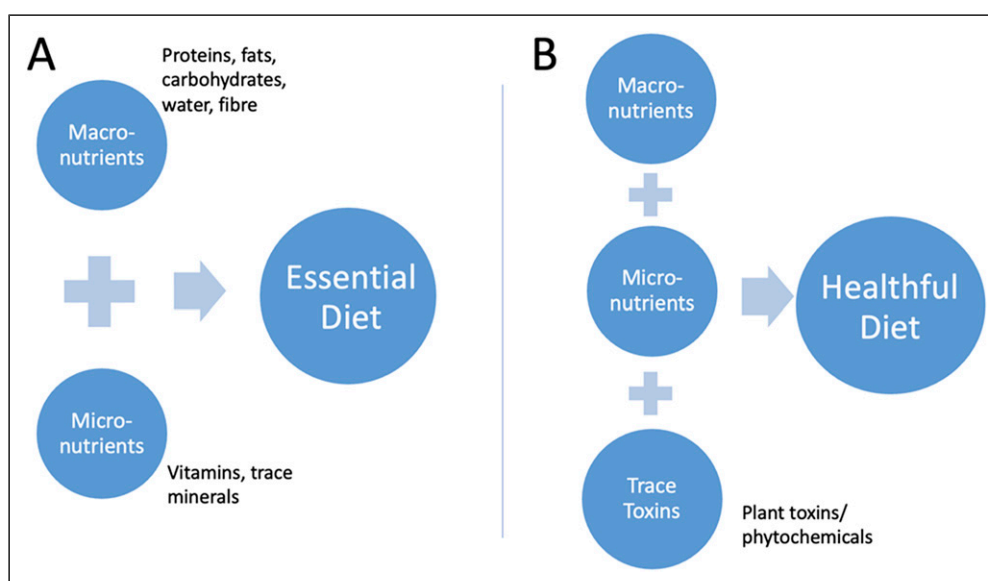 A
Proteins, fats,
carbohydrates,
water, fibre
Macro-
nutrients
Essential
Diet
Micro-
nutrients
Vitamins, trace
minerals
B
Macro-
nutrients
Micro-
nutrients
Healthful
Diet
Trace
Toxins
Plant toxins/
phytochemicals